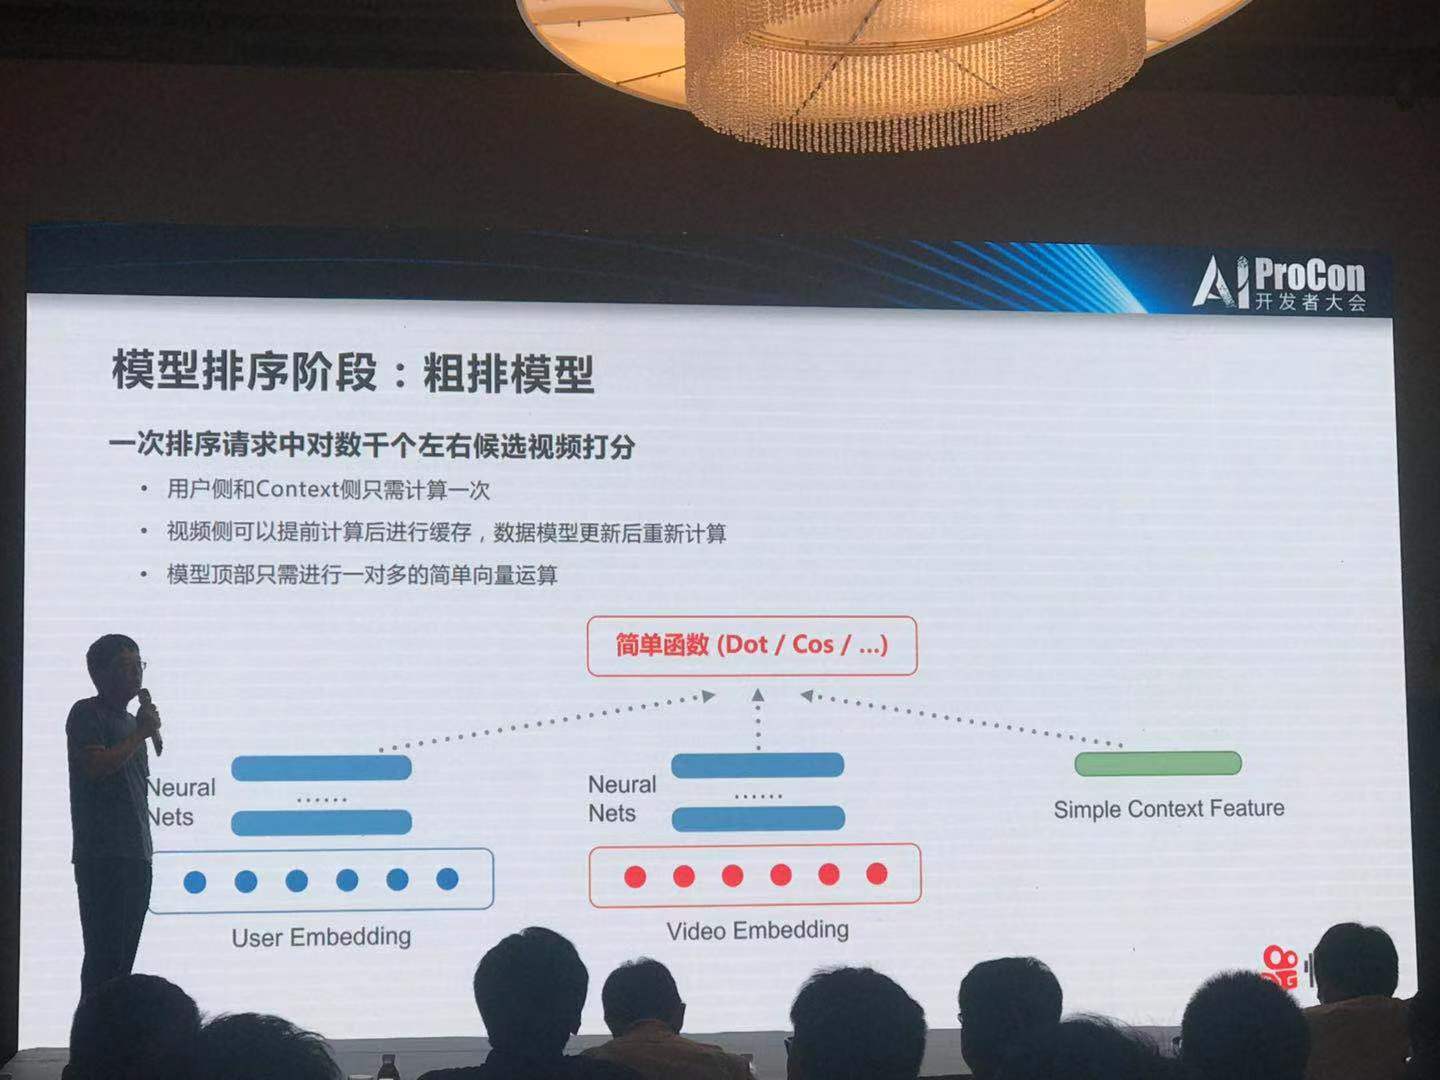 AI ProCon
开发者大会
模型排序阶段：粗排模型
一次排序请求中对数千个左右候选视频打分
• 用户侧和Context侧只需计算一次
• 视频侧可以提前计算后进行缓存，数据模型更新后重新计算
• 模型顶部只需进行一对多的简单向量运算
简单函数 (Dot / Cos / ...)
Neural
Nets
......
Neural
Nets
......
Simple Context Feature
User Embedding
Video Embedding